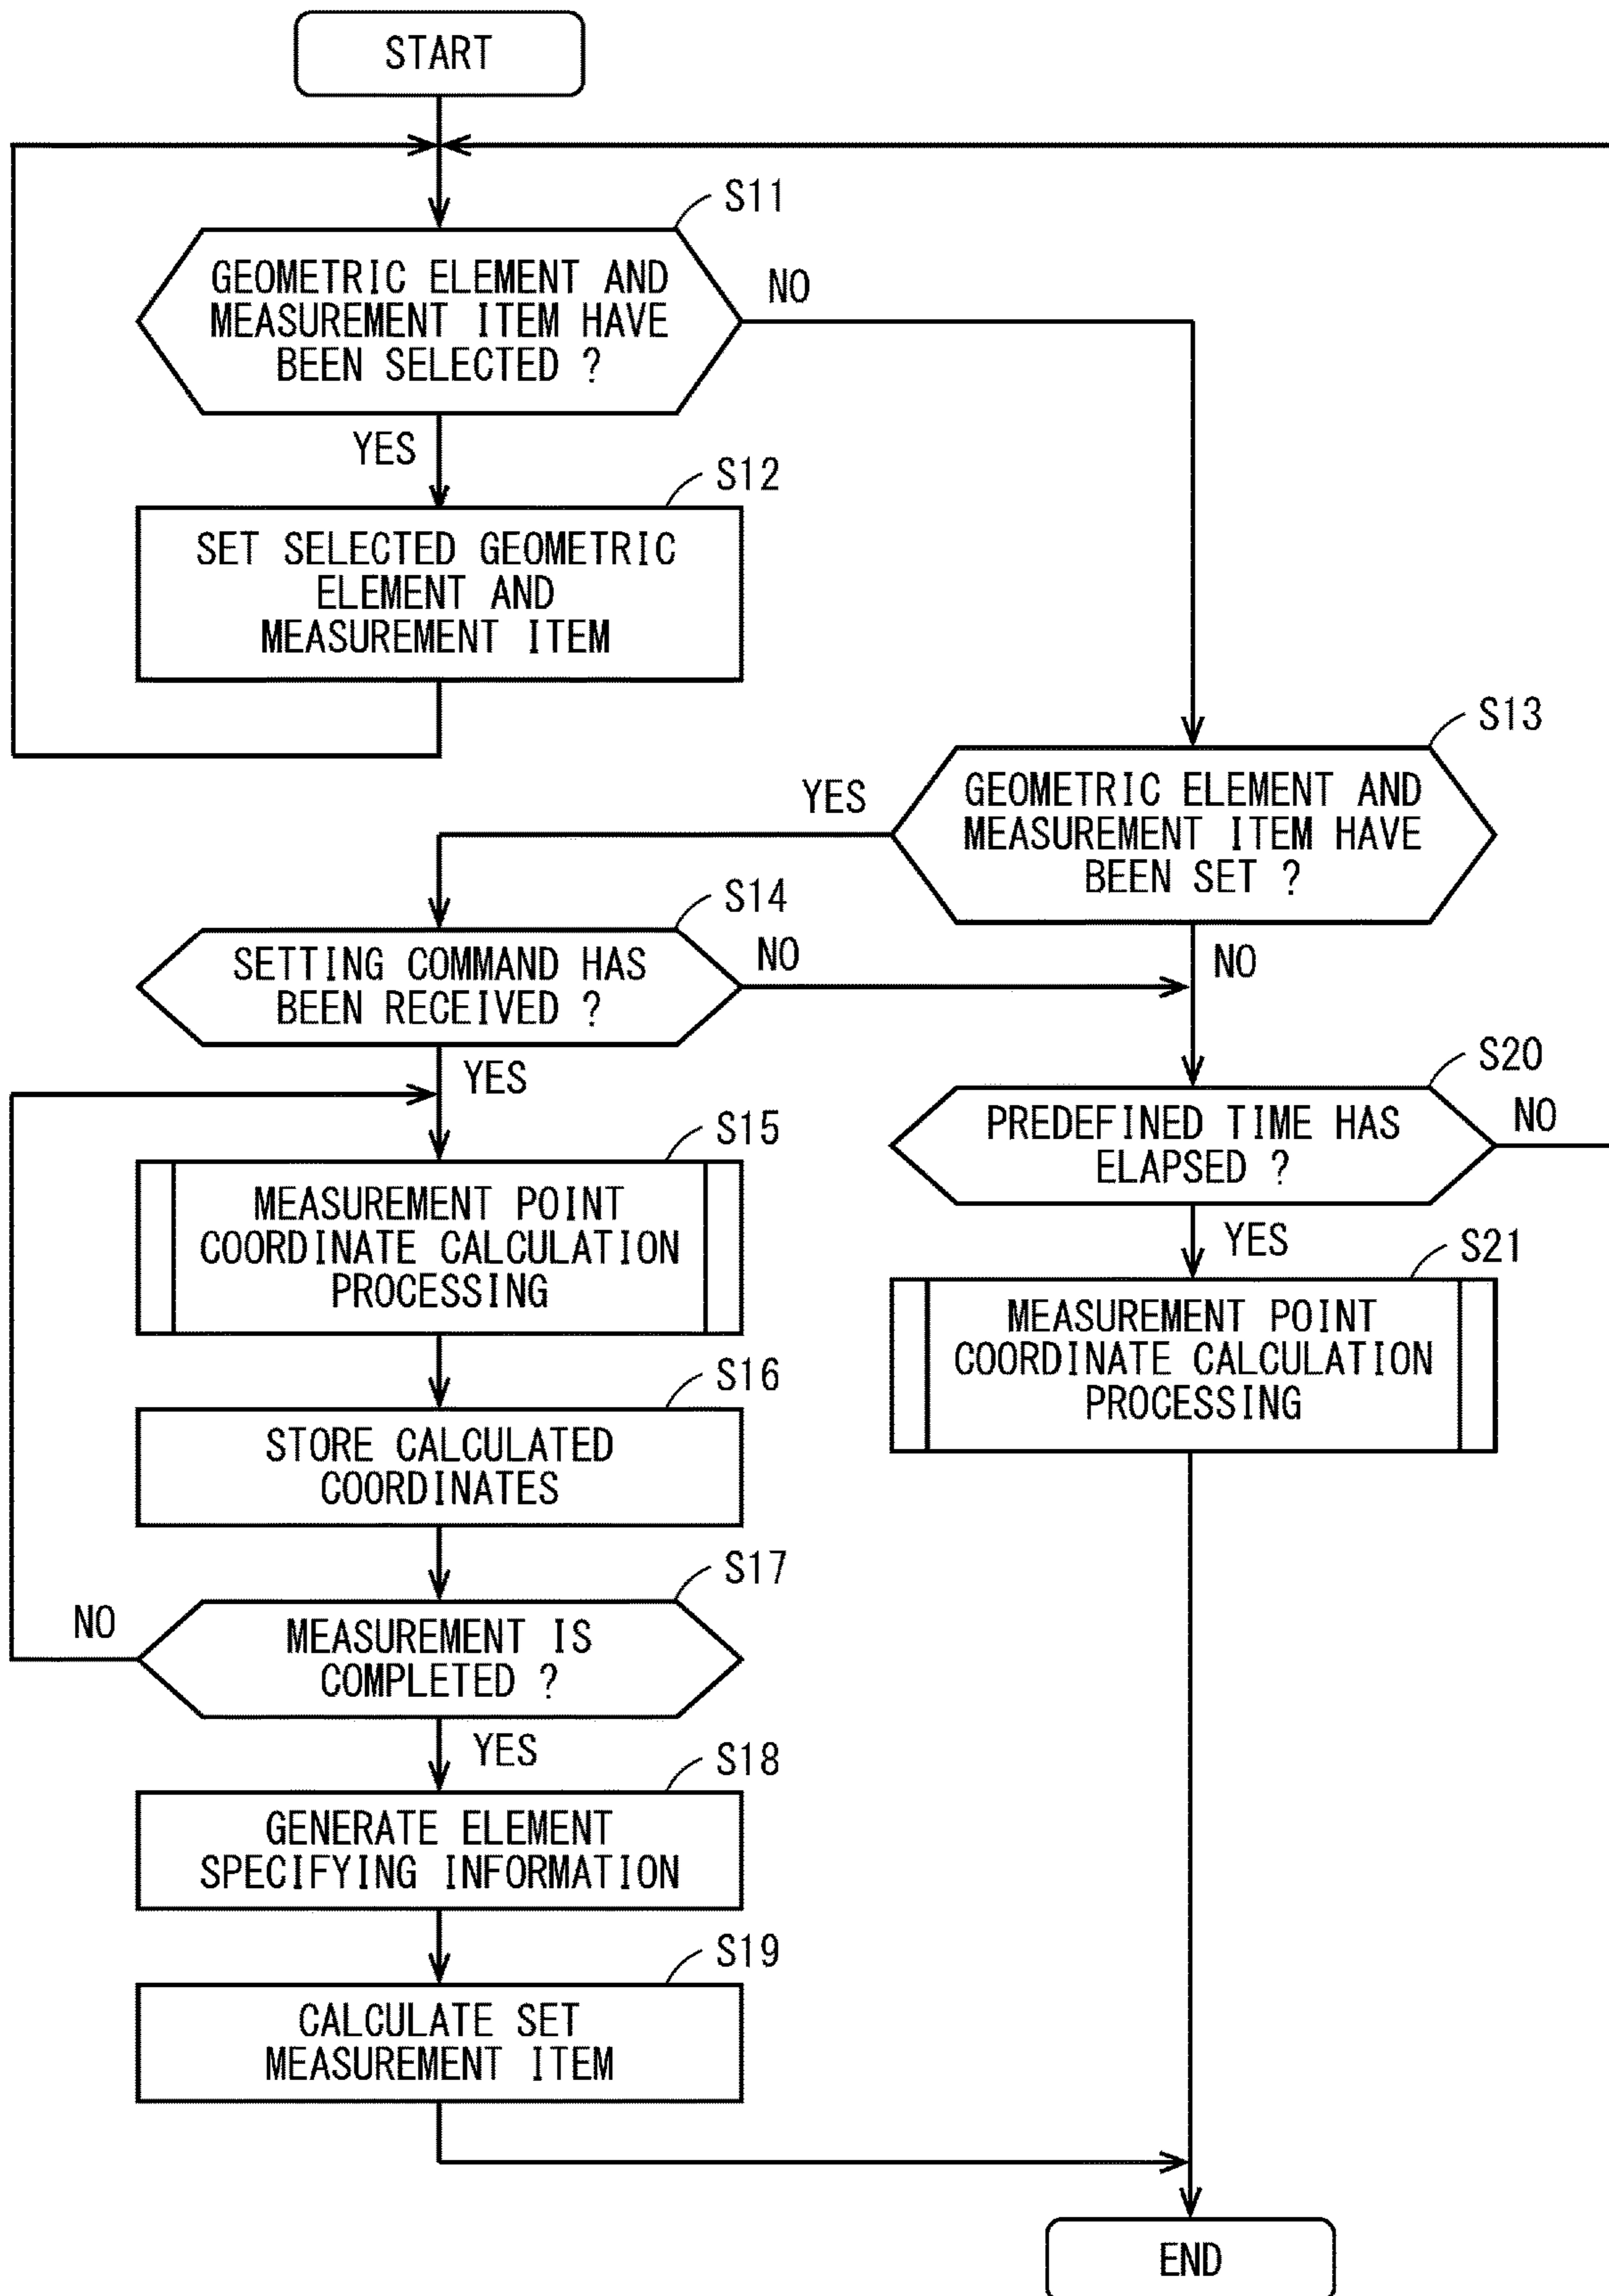 START
S11
GEOMETRIC ELEMENT AND
MEASUREMENT ITEM HAVE
BEEN SELECTED ?
NO
YES
S12
SET SELECTED GEOMETRIC
ELEMENT AND
MEASUREMENT ITEM
S13
GEOMETRIC ELEMENT AND
MEASUREMENT ITEM HAVE
BEEN SET ?
YES
NO
S14
SETTING COMMAND HAS
BEEN RECEIVED ?
NO
YES
S20
PREDEFINED TIME HAS
ELAPSED ?
NO
YES
S15
MEASUREMENT POINT
COORDINATE CALCULATION
PROCESSING
S21
MEASUREMENT POINT
COORDINATE CALCULATION
PROCESSING
S16
STORE CALCULATED
COORDINATES
S17
MEASUREMENT IS
COMPLETED ?
NO
YES
S18
GENERATE ELEMENT
SPECIFYING INFORMATION
S19
CALCULATE SET
MEASUREMENT ITEM
END